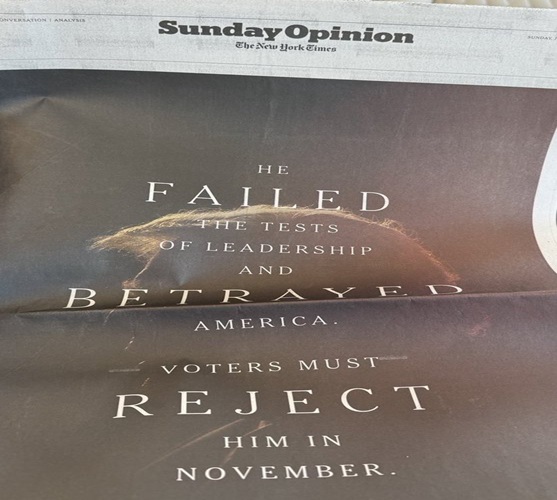 CONVERSATION | ANALYSIS
Sunday Opinion
The New York Times
SUNDAY,
HE
FAILED
THE TESTS
OF LEADERSHIP
AND
BETRAYED
AMERICA.
VOTERS MUST
REJECT
HIM IN
NOVEMBER.